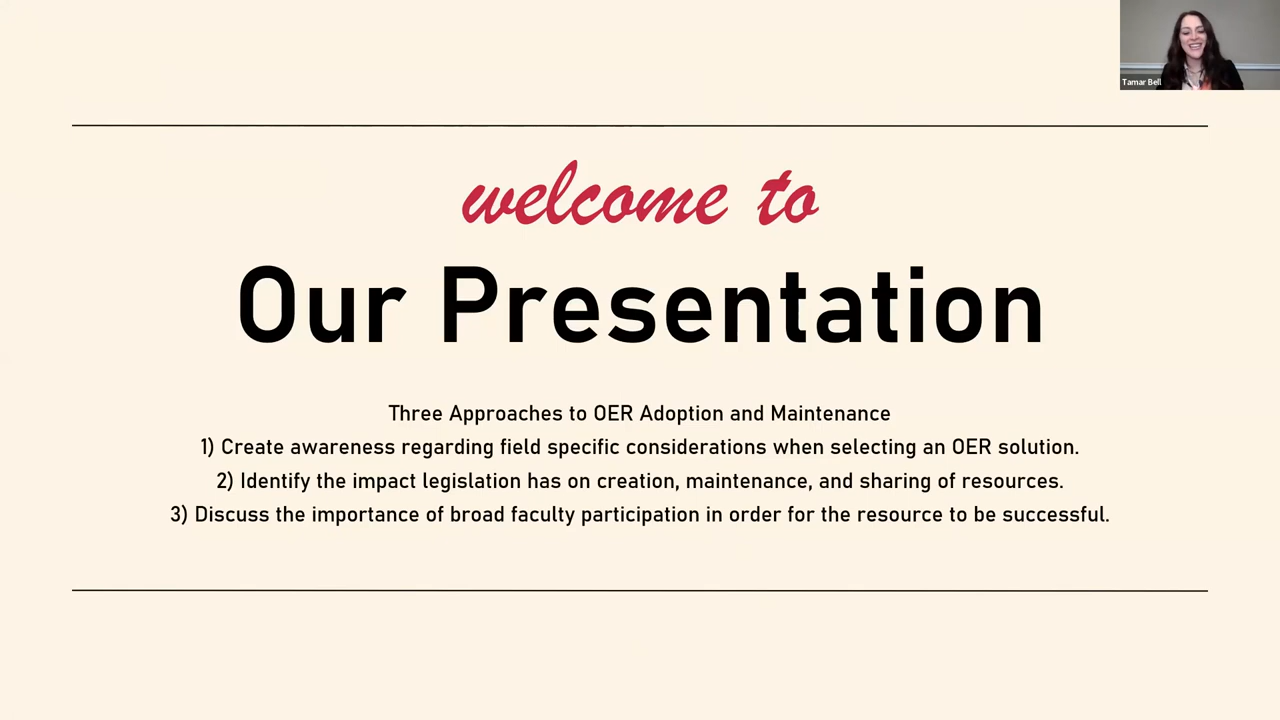 Tamar Bell
welcome to
Our Presentation
Three Approaches to OER Adoption and Maintenance
1) Create awareness regarding field specific considerations when selecting an OER solution.
2) Identify the impact legislation has on creation, maintenance, and sharing of resources.
3) Discuss the importance of broad faculty participation in order for the resource to be successful.